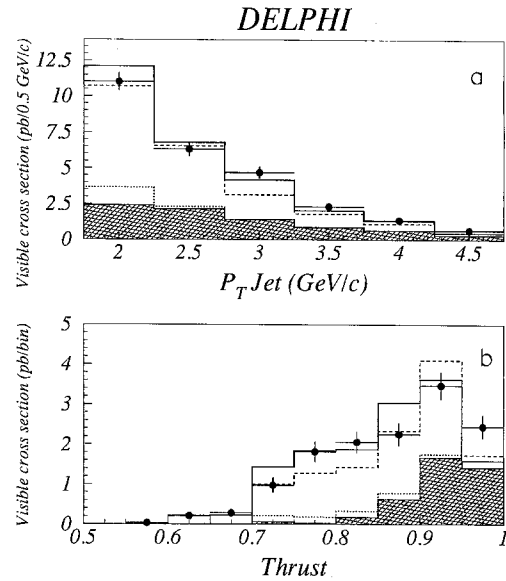 DELPHI
Visible cross section (pb/0.5 GeV/c)
12.5
10
7.5
5
2.5
0
a
2 2.5 3 3.5 4 4.5
P_T Jet (GeV/c)
Visible cross section (pb/bin)
5
4
3
2
1
0
b
0.5 0.6 0.7 0.8 0.9 1
Thrust